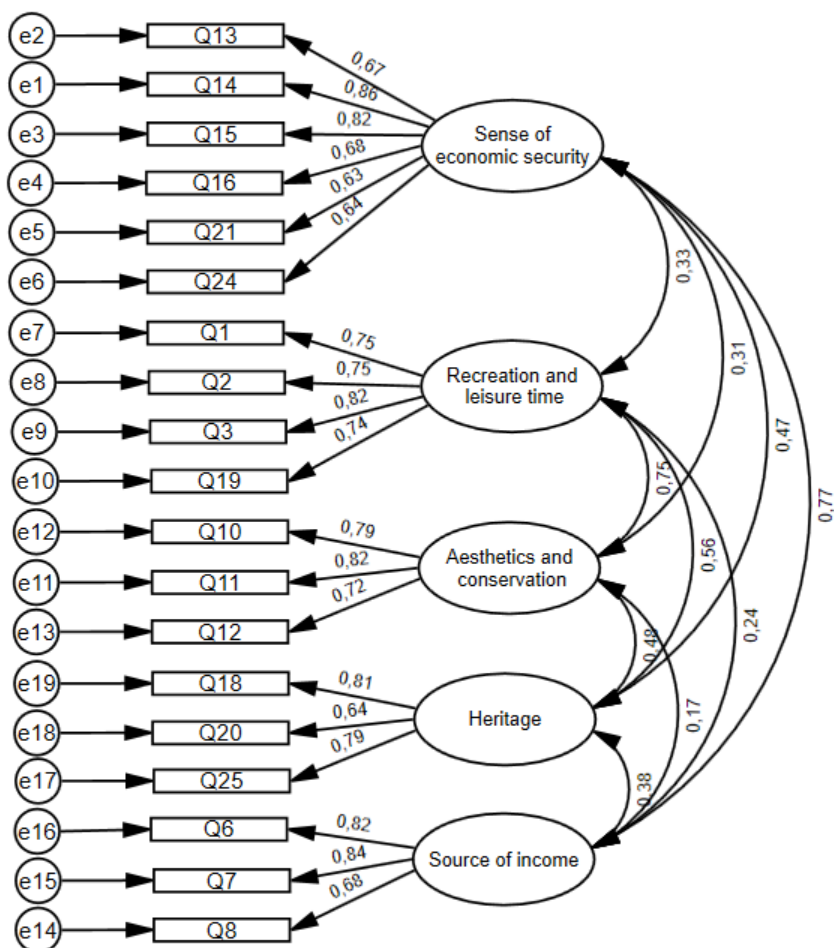 e2
Q13
0,67
e1
Q14
0,86
e3
Q15
0,82
e4
Q16
0,68
e5
Q21
0,63
e6
Q24
0,64
Sense of
economic security
e7
Q1
0,75
e8
Q2
0,75
e9
Q3
0,82
e10
Q19
0,74
Recreation and
leisure time
e12
Q10
0,79
e11
Q11
0,82
e13
Q12
0,72
Aesthetics and
conservation
e19
Q18
0,81
e18
Q20
0,64
e17
Q25
0,79
Heritage
e16
Q6
0,82
e15
Q7
0,84
e14
Q8
0,68
Source of income
0,33
0,31
0,47
0,77
0,75
0,56
0,24
0,48
0,17
0,38